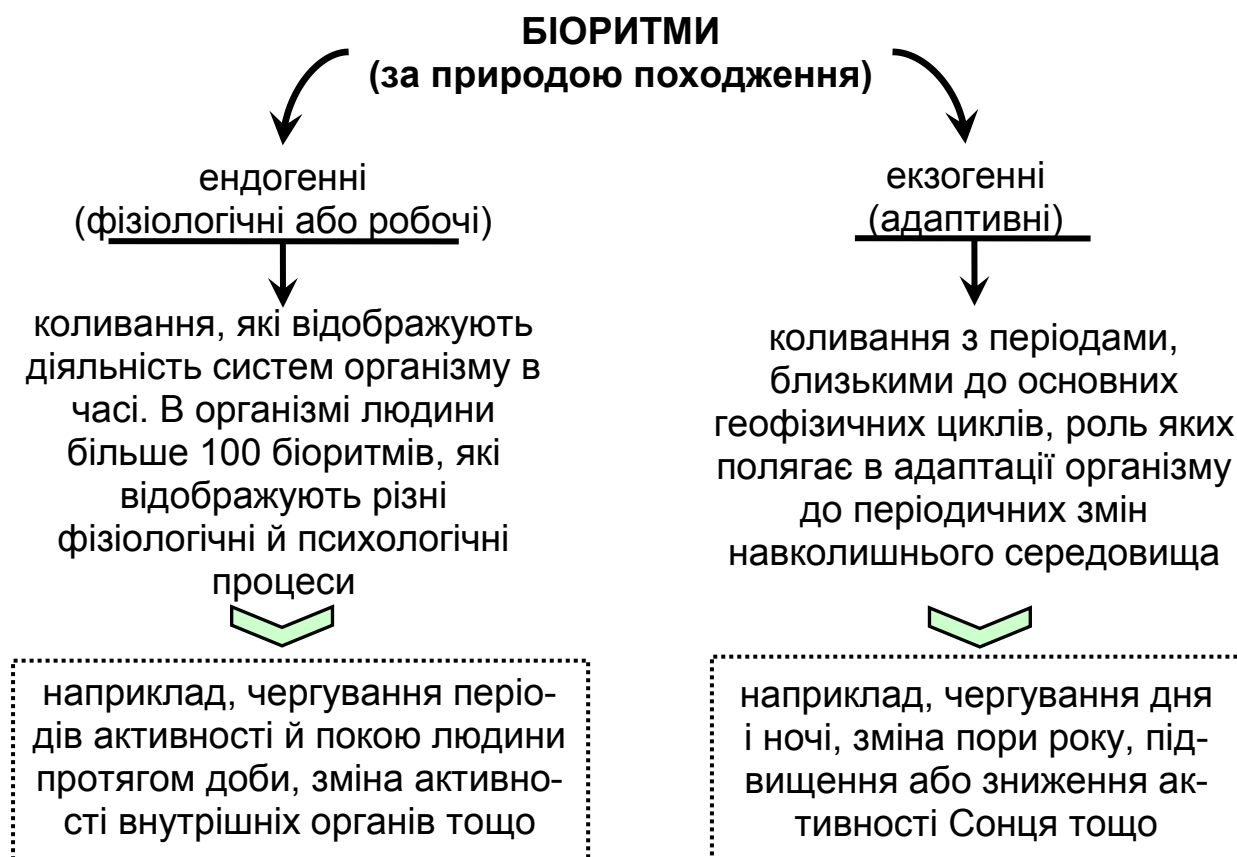 БІОРИТМИ
(за природою походження)
ендогенні
(фізіологічні або робочі)
коливання, які відображують
діяльність систем організму в
часі. В організмі людини
більше 100 біоритмів, які
відображують різні
фізіологічні й психологічні
процеси
наприклад, чергування періо-
дів активності й покою людини
протягом доби, зміна активно-
сті внутрішніх органів тощо
екзогенні
(адаптивні)
коливання з періодами,
близькими до основних
геофізичних циклів, роль яких
полягає в адаптації організму
до періодичних змін
навколишнього середовища
наприклад, чергування дня
і ночі, зміна пори року, під-
вищення або зниження ак-
тивності Сонця тощо